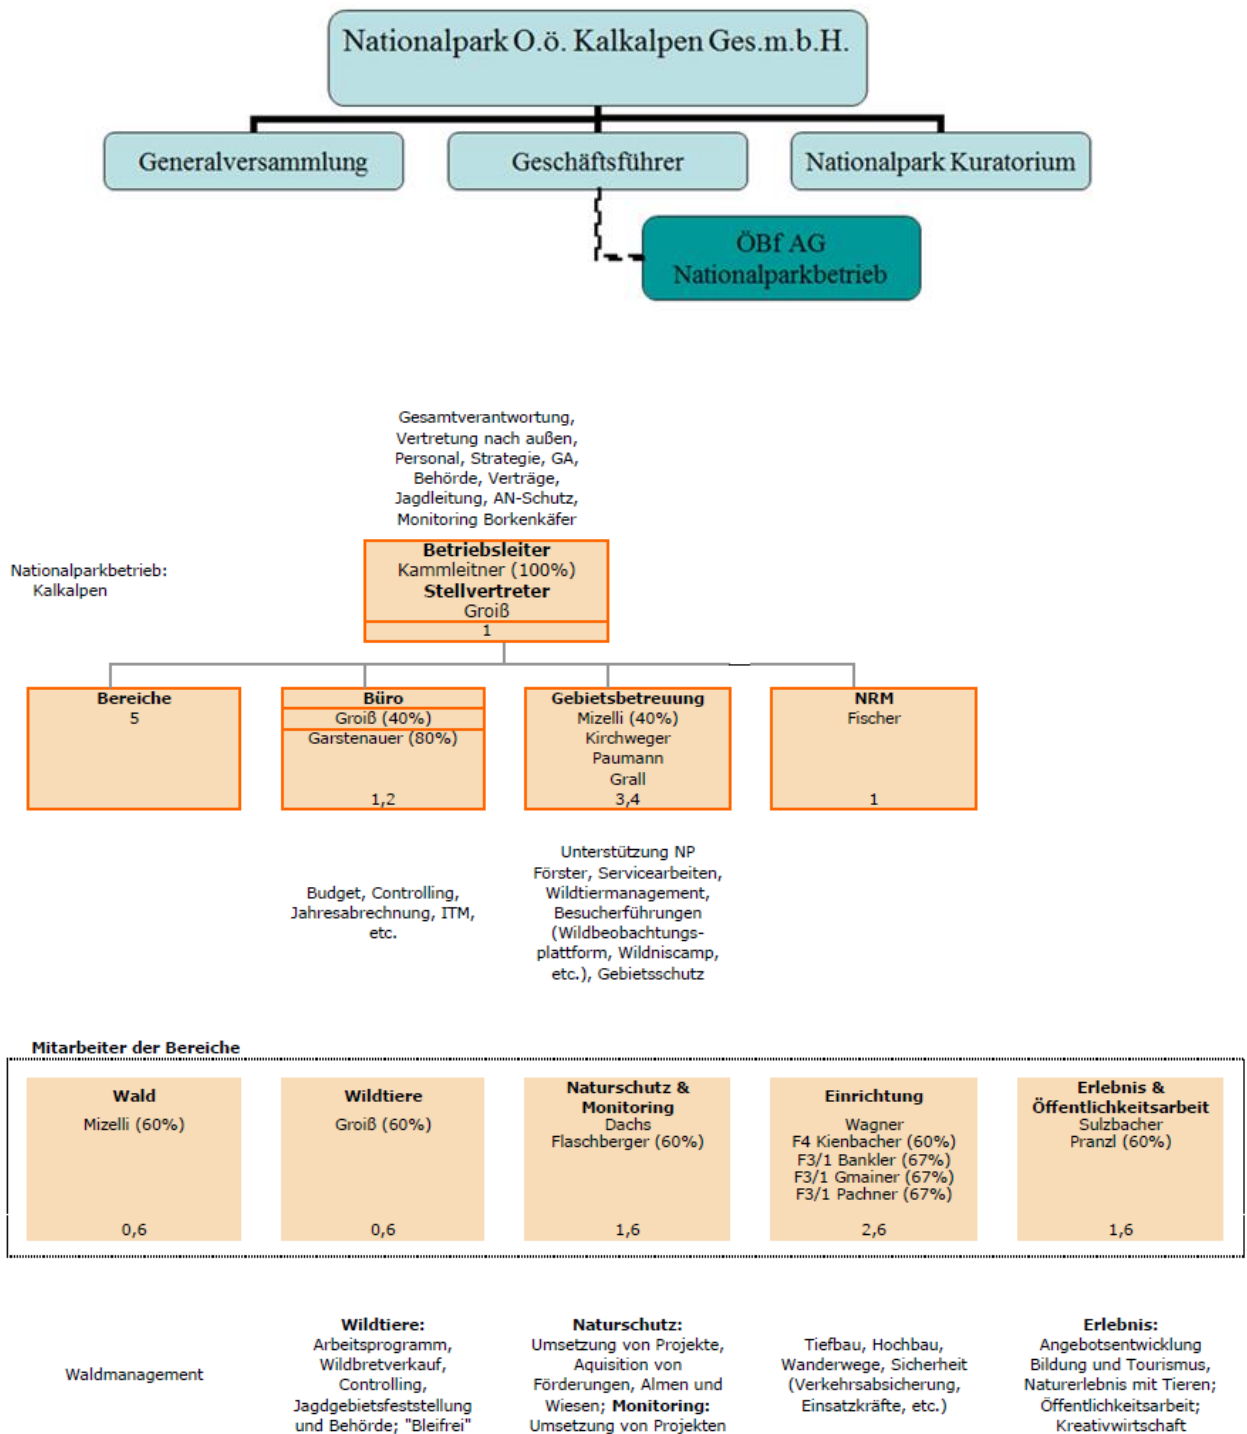 Nationalpark O.ö. Kalkalpen Ges.m.b.H.
Generalversammlung
Geschäftsführer
Nationalpark Kuratorium
ÖBf AG
Nationalparkbetrieb
Gesamtverantwortung,
Vertretung nach außen,
Personal, Strategie, GA,
Behörde, Verträge,
Jagdleitung, AN-Schutz,
Monitoring Borkenkäfer
Nationalparkbetrieb:
Kalkalpen
Betriebsleiter
Kammleitner (100%)
Stellvertreter
Groiß
1
Bereiche
5
Büro
Groiß (40%)
Garstenauer (80%)
1,2
Gebietsbetreuung
Mizelli (40%)
Kirchweger
Paumann
Grall
3,4
NRM
Fischer
1
Budget, Controlling,
Jahresabrechnung, ITM,
etc.
Unterstützung NP
Förster, Servicearbeiten,
Wildtiermanagement,
Besucherführungen
(Wildbeobachtungs-
plattform, Wildniscamp,
etc.), Gebietsschutz
Mitarbeiter der Bereiche
Wald
Mizelli (60%)
0,6
Wildtiere
Groiß (60%)
0,6
Naturschutz &
Monitoring
Dachs
Flaschberger (60%)
1,6
Einrichtung
Wagner
F4 Kienbacher (60%)
F3/1 Bankler (67%)
F3/1 Gmainer (67%)
F3/1 Pachner (67%)
2,6
Erlebnis &
Öffentlichkeitsarbeit
Sulzbacher
Pranzl (60%)
1,6
Waldmanagement
Wildtiere:
Arbeitsprogramm,
Wildbretverkauf,
Controlling,
Jagdgebietsfeststellung
und Behörde; "Bleifrei"
Naturschutz:
Umsetzung von Projekte,
Aquisition von
Förderungen, Almen und
Wiesen; Monitoring:
Umsetzung von Projekten
Tiefbau, Hochbau,
Wanderwege, Sicherheit
(Verkehrsabsicherung,
Einsatzkräfte, etc.)
Erlebnis:
Angebotsentwicklung
Bildung und Tourismus,
Naturerlebnis mit Tieren;
Öffentlichkeitsarbeit;
Kreativwirtschaft